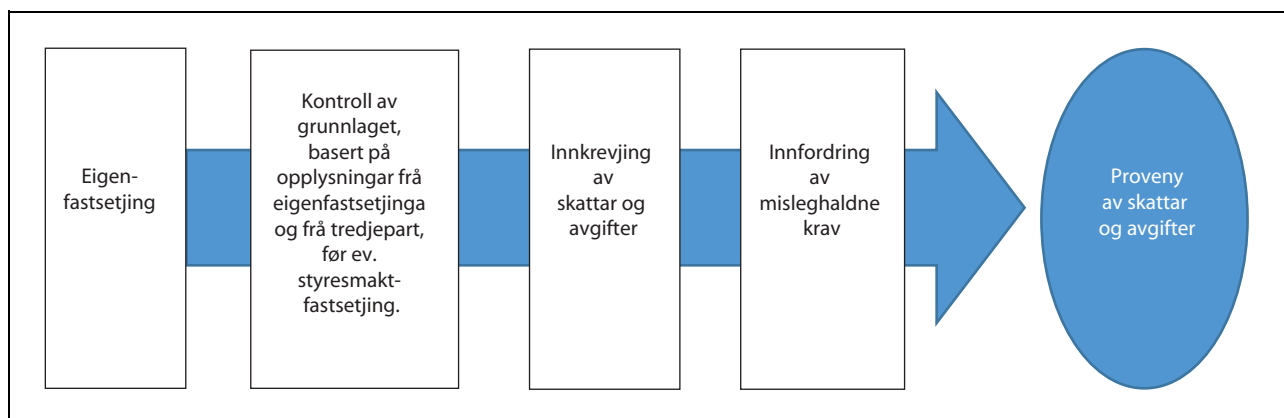 Eigen-
fastsetjing
Kontroll av
grunnlaget,
basert på
opplysningar frå
eigenfastsetjinga
og frå tredjepart,
før ev.
styresmakt-
fastsetjing.
Innkrevjing
av
skattar og
avgifter
Innfordring
av
misleghaldne
krav
Proveny
av skattar
og avgifter